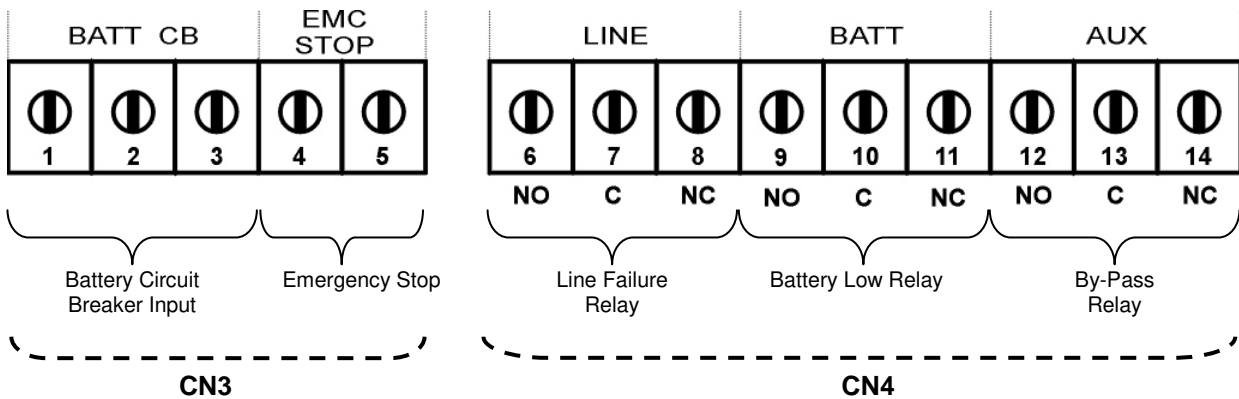 BATT CB
EMC STOP
LINE
BATT
AUX
1 2 3 4 5
6 7 8 9 10 11 12 13 14
NO C NC NO C NC NO C NC
Battery Circuit
Breaker Input
Emergency Stop
Line Failure
Relay
Battery Low Relay
By-Pass
Relay
CN3
CN4